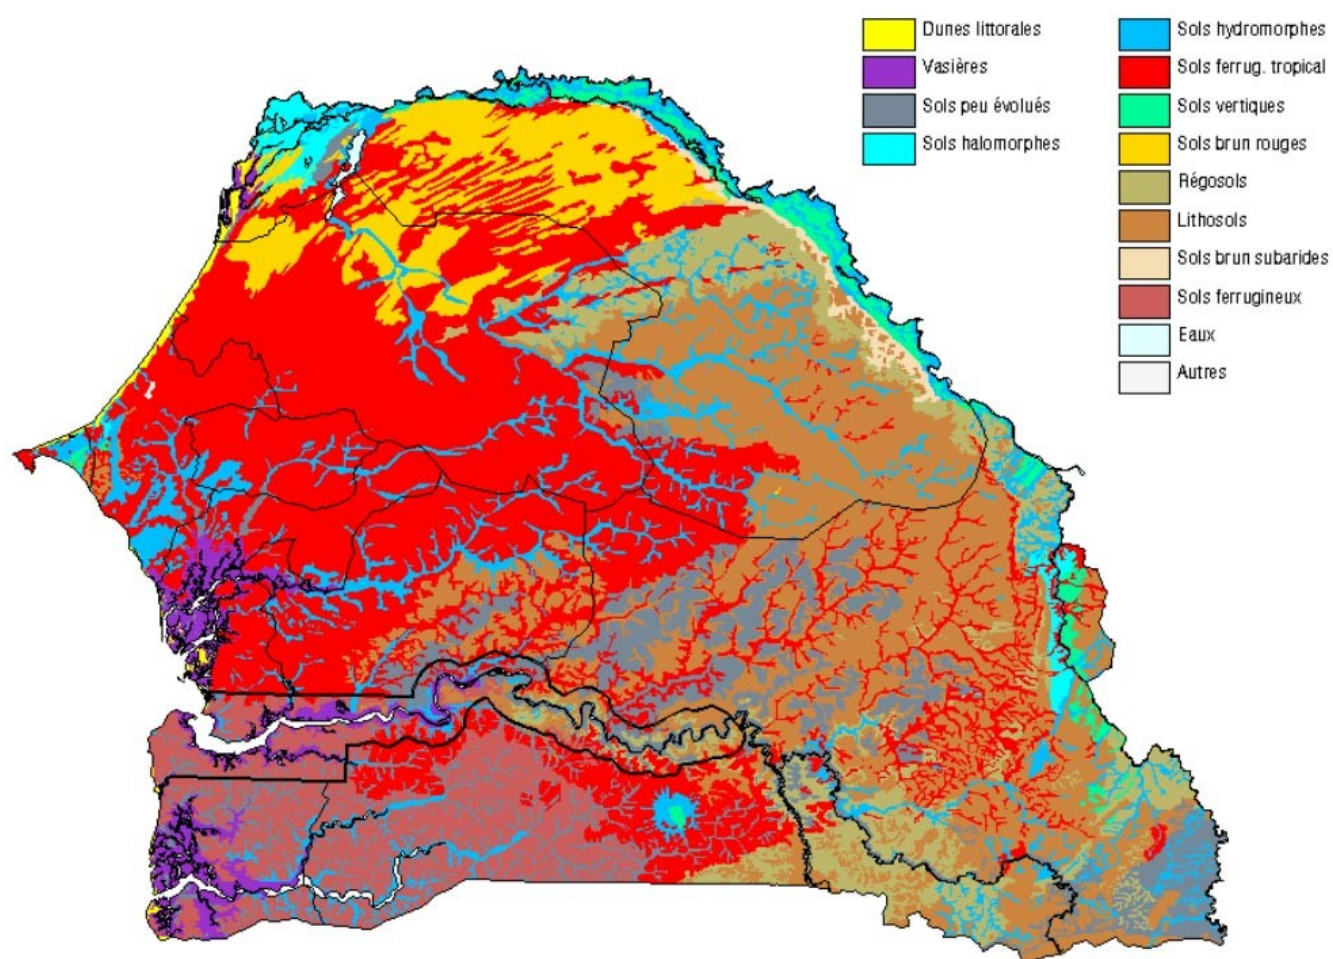 Dunes littorales
Vasières
Sols peu évolués
Sols halomorphes
Sols hydromorphes
Sols ferrug. tropical
Sols vertiques
Sols brun rouges
Régosols
Lithosols
Sols brun subarides
Sols ferrugineux
Eaux
Autres